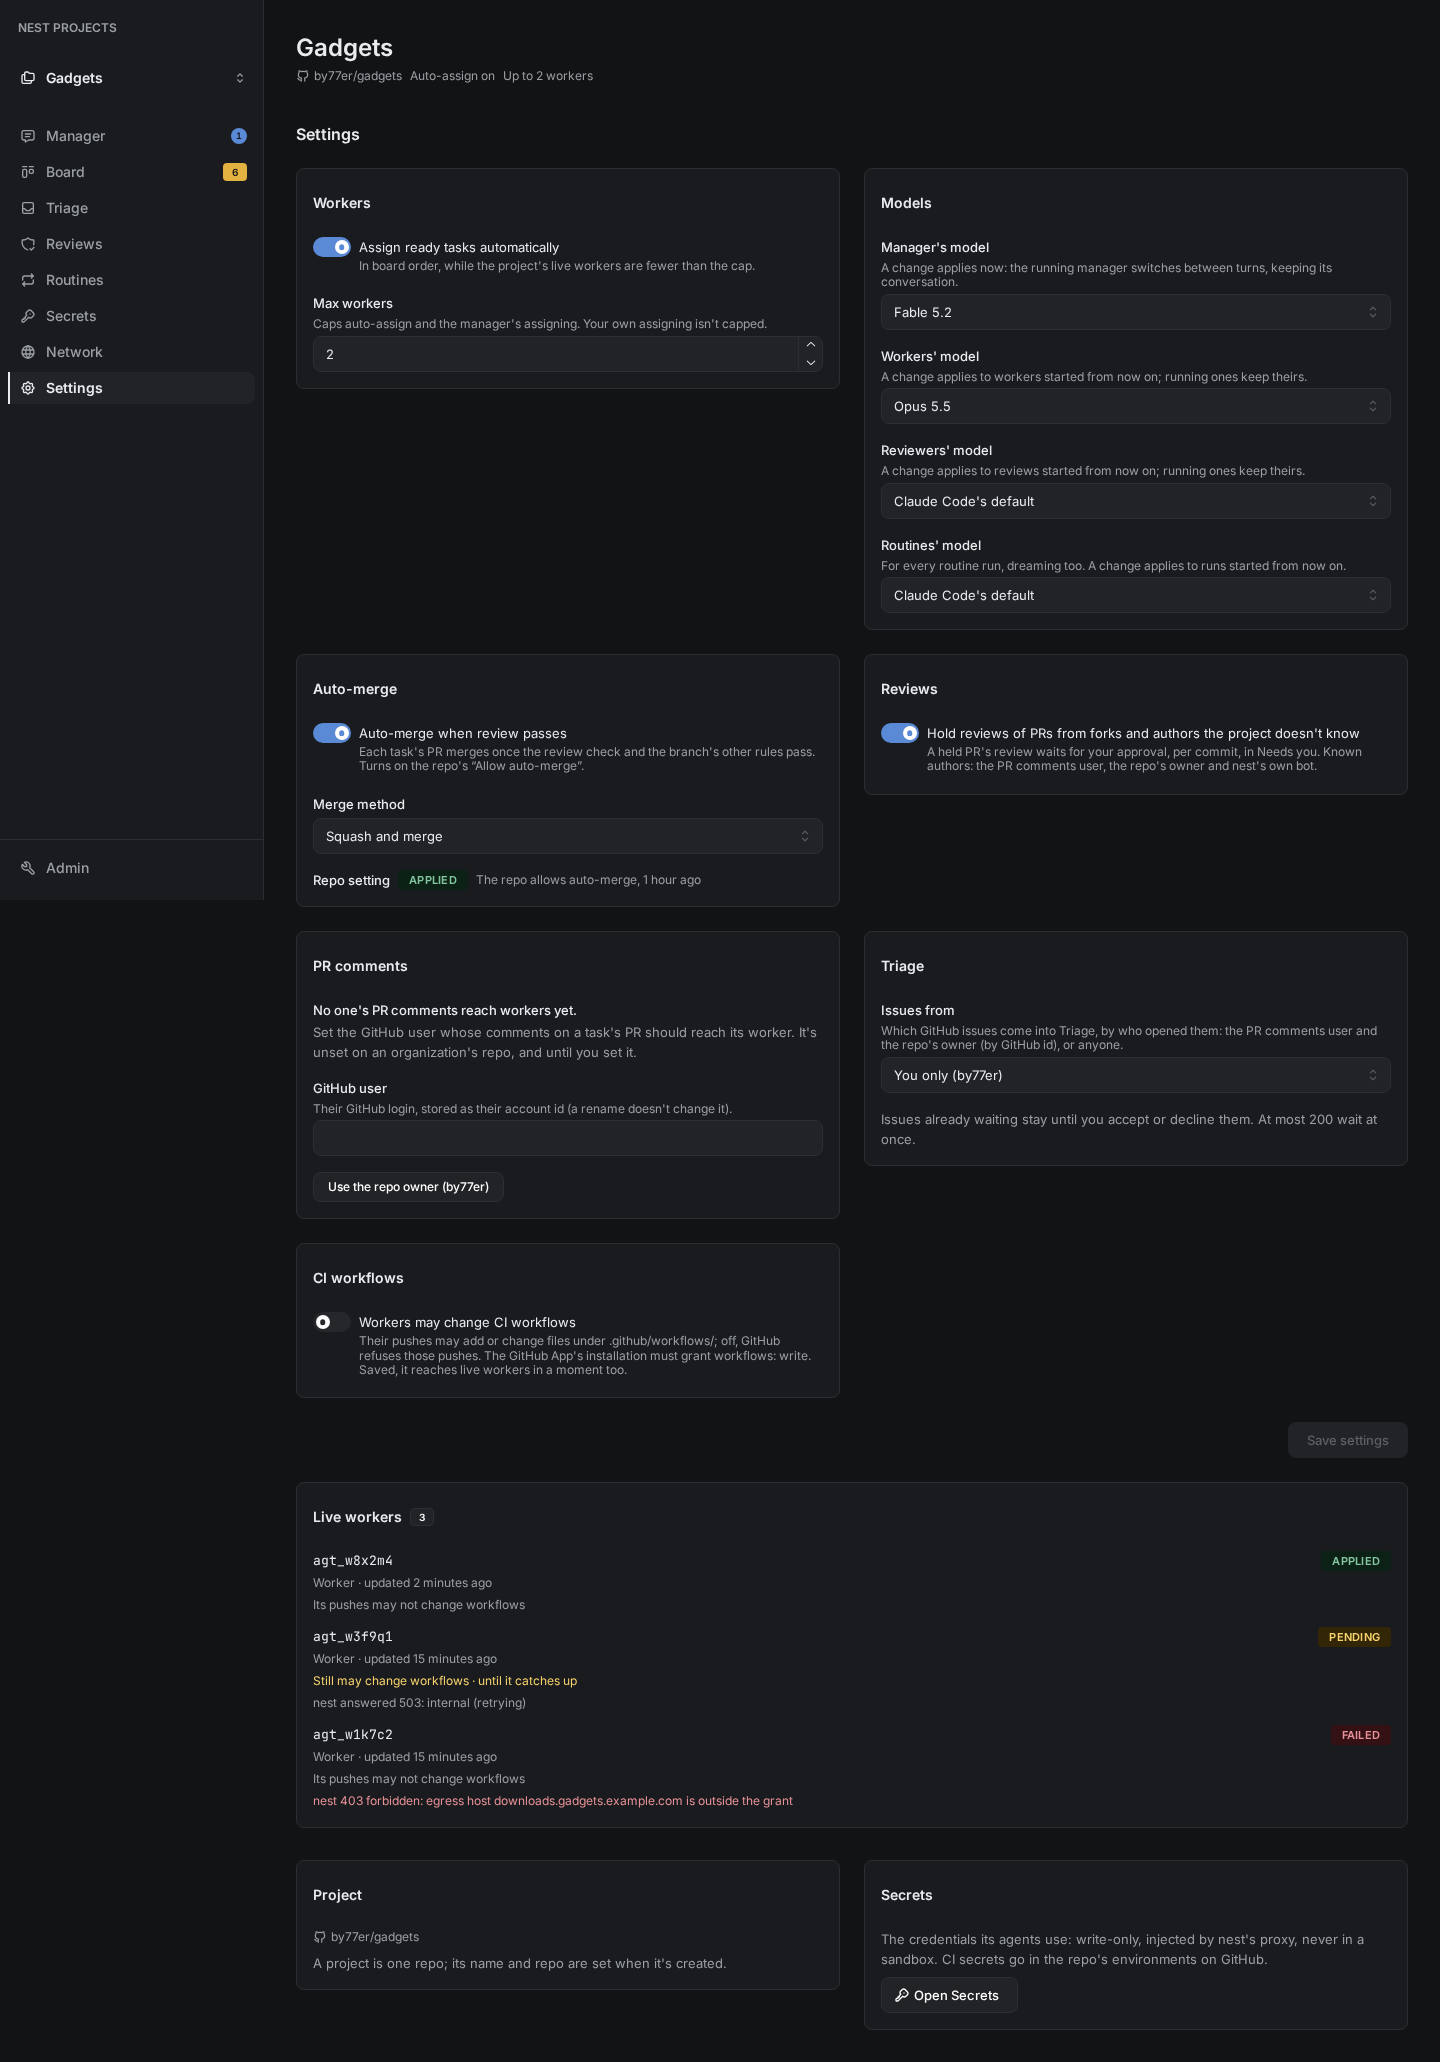 NEST PROJECTS
Gadgets
Manager
1
Board
6
Triage
Reviews
Routines
Secrets
Network
Settings
Admin
Gadgets
by77er/gadgets Auto-assign on Up to 2 workers
Settings
Workers
Assign ready tasks automatically
In board order, while the project's live workers are fewer than the cap.
Max workers
Caps auto-assign and the manager's assigning. Your own assigning isn't capped.
2
Models
Manager's model
A change applies now: the running manager switches between turns, keeping its
conversation.
Fable 5.2
Workers' model
A change applies to workers started from now on; running ones keep theirs.
Opus 5.5
Reviewers' model
A change applies to reviews started from now on; running ones keep theirs.
Claude Code's default
Routines' model
For every routine run, dreaming too. A change applies to runs started from now on.
Claude Code's default
Auto-merge
Auto-merge when review passes
Each task's PR merges once the review check and the branch's other rules pass.
Turns on the repo's “Allow auto-merge”.
Merge method
Squash and merge
Repo setting APPLIED The repo allows auto-merge, 1 hour ago
Reviews
Hold reviews of PRs from forks and authors the project doesn't know
A held PR's review waits for your approval, per commit, in Needs you. Known
authors: the PR comments user, the repo's owner and nest's own bot.
PR comments
No one's PR comments reach workers yet.
Set the GitHub user whose comments on a task's PR should reach its worker. It's
unset on an organization's repo, and until you set it.
GitHub user
Their GitHub login, stored as their account id (a rename doesn't change it).
Use the repo owner (by77er)
Triage
Issues from
Which GitHub issues come into Triage, by who opened them: the PR comments user and
the repo's owner (by GitHub id), or anyone.
You only (by77er)
Issues already waiting stay until you accept or decline them. At most 200 wait at
once.
CI workflows
Workers may change CI workflows
Their pushes may add or change files under .github/workflows/; off, GitHub
refuses those pushes. The GitHub App's installation must grant workflows: write.
Saved, it reaches live workers in a moment too.
Save settings
Live workers 3
agt_w8x2m4
APPLIED
Worker · updated 2 minutes ago
Its pushes may not change workflows
agt_w3f9q1
PENDING
Worker · updated 15 minutes ago
Still may change workflows · until it catches up
nest answered 503: internal (retrying)
agt_w1k7c2
FAILED
Worker · updated 15 minutes ago
Its pushes may not change workflows
nest 403 forbidden: egress host downloads.gadgets.example.com is outside the grant
Project
by77er/gadgets
A project is one repo; its name and repo are set when it's created.
Secrets
The credentials its agents use: write-only, injected by nest's proxy, never in a
sandbox. CI secrets go in the repo's environments on GitHub.
Open Secrets